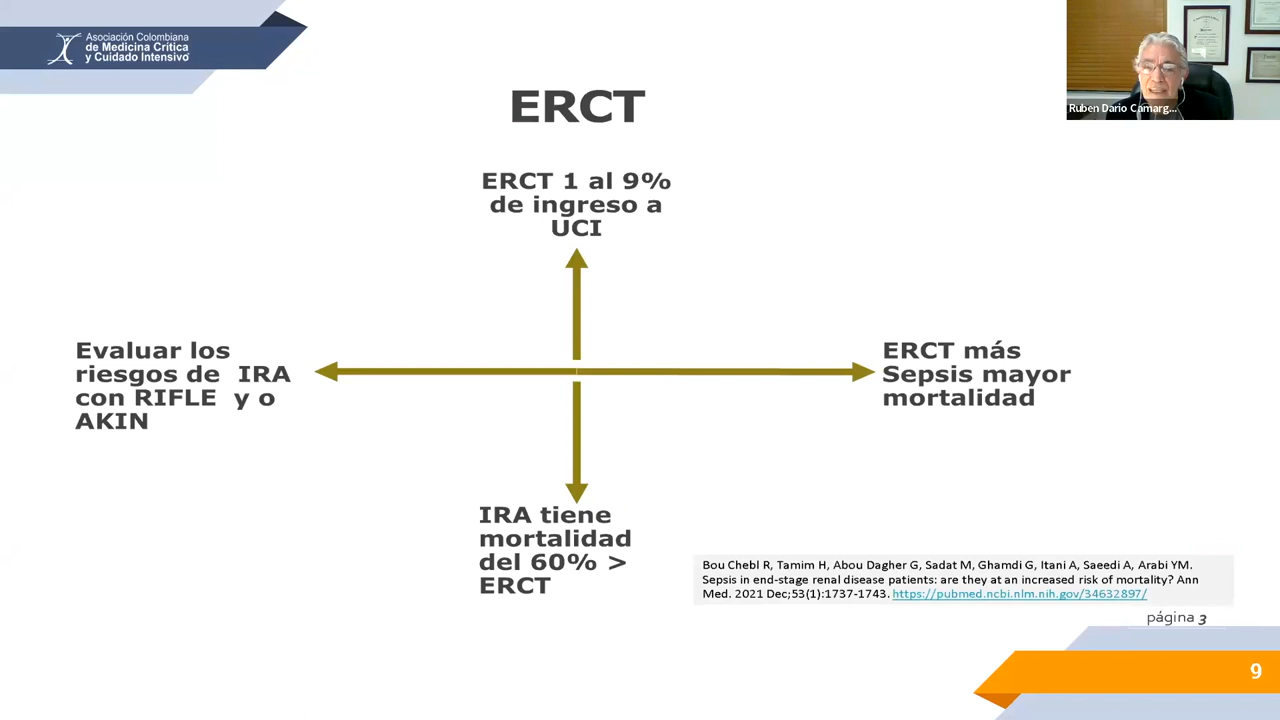 Asociación Colombiana
de Medicina Crítica
y Cuidado Intensivo
Ruben Dario Camarg...
ERCT
ERCT 1 al 9%
de ingreso a
UCI
Evaluar los
riesgos de IRA
con RIFLE y o
AKIN
ERCT más
Sepsis mayor
mortalidad
IRA tiene
mortalidad
del 60% >
ERCT
Bou Chebl R, Tamim H, Abou Dagher G, Sadat M, Ghamdi G, Itani A, Saeedi A, Arabi YM.
Sepsis in end-stage renal disease patients: are they at an increased risk of mortality? Ann
Med. 2021 Dec;53(1):1737-1743. https://pubmed.ncbi.nlm.nih.gov/34632897/
página 3
9